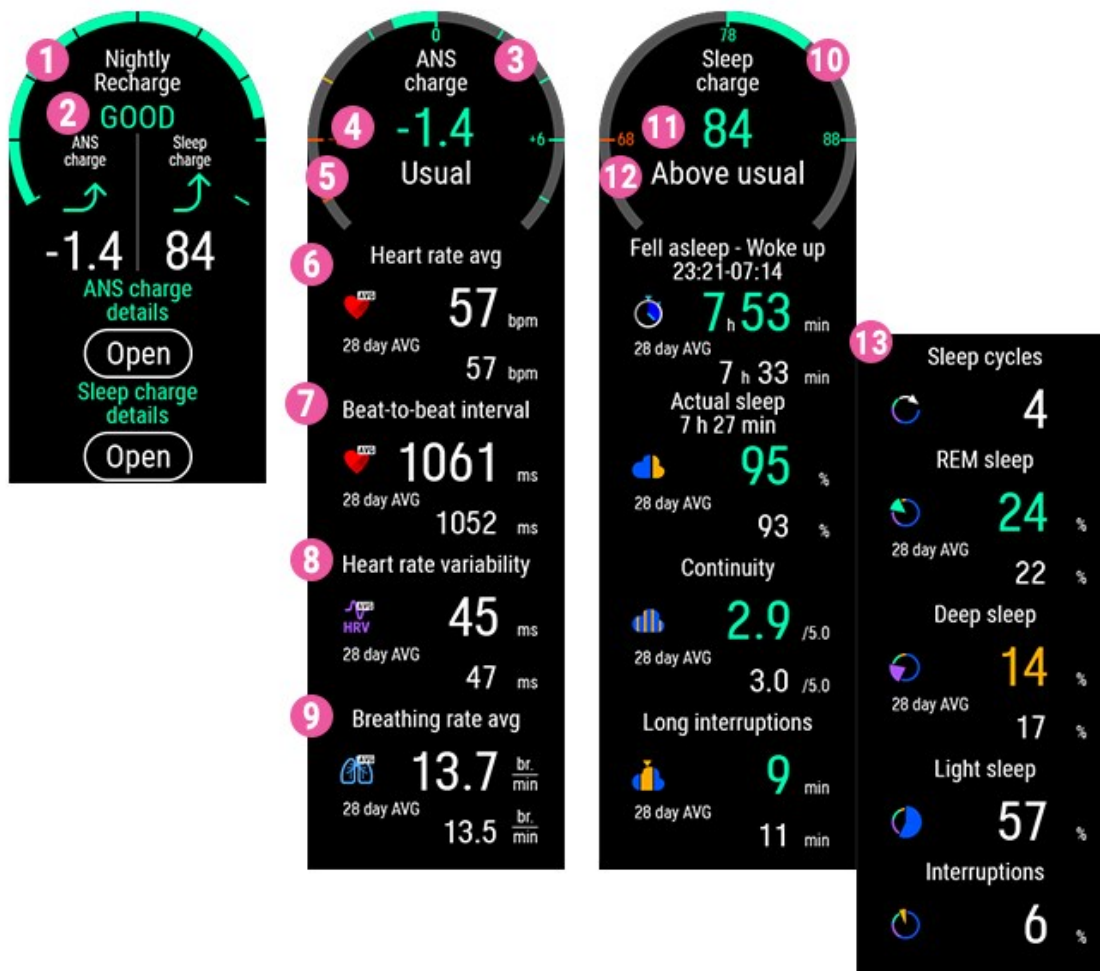 1
Nightly
Recharge
2
GOOD
ANS
charge
Sleep
charge
-1.4
84
ANS charge
details
Open
Sleep charge
details
Open
0
ANS
charge
3
4
-1.4
+6
5
Usual
6
Heart rate avg
AVG
57 bpm
28 day AVG
57 bpm
7
Beat-to-beat interval
AVG
1061 ms
28 day AVG
1052 ms
8
Heart rate variability
AVG
HRV
45 ms
28 day AVG
47 ms
9
Breathing rate avg
AVG
13.7 br.
min
28 day AVG
13.5 br.
min
78
Sleep
charge
10
68
11
84
88
12
Above usual
Fell asleep - Woke up
23:21-07:14
7 h 53 min
28 day AVG
7 h 33 min
Actual sleep
7 h 27 min
95 %
28 day AVG
93 %
Continuity
2.9 /5.0
28 day AVG
3.0 /5.0
Long interruptions
9 min
28 day AVG
11 min
13
Sleep cycles
4
REM sleep
24 %
28 day AVG
22 %
Deep sleep
14 %
28 day AVG
17 %
Light sleep
57 %
Interruptions
6 %